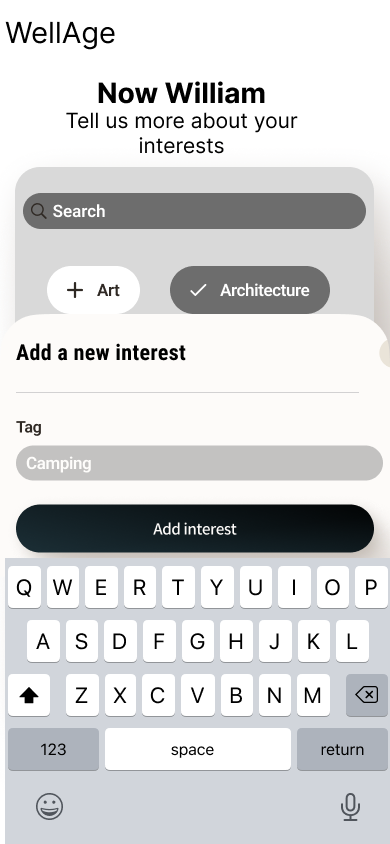 WellAge
Now William
Tell us more about your
interests
Search
Art
Architecture
Add a new interest
Tag
Camping
Add interest
Q W E R T Y U I O P
A S D F G H J K L
Z X C V B N M
123 space return